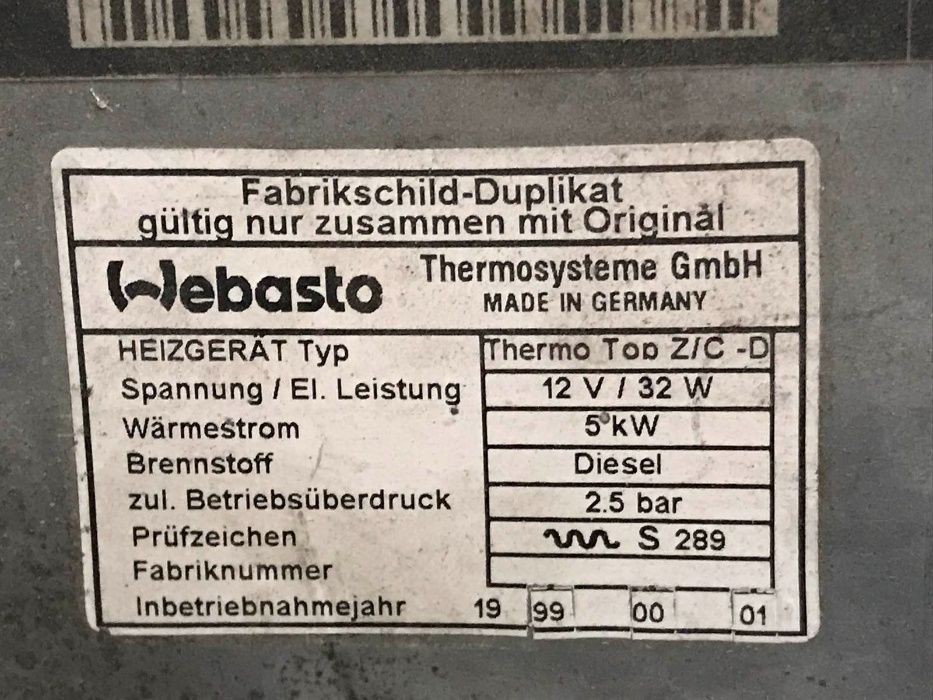 Fabrikschild-Duplikat
gültig nur zusammen mit Original
Webasto Thermosysteme GmbH
MADE IN GERMANY
HEIZGERÄT Typ Thermo Top Z/C -D
Spannung / El. Leistung 12 V / 32 W
Wärmestrom 5 kW
Brennstoff Diesel
zul. Betriebsüberdruck 2.5 bar
Prüfzeichen S 289
Fabriknummer
Inbetriebnahmejahr 19 99 00 01